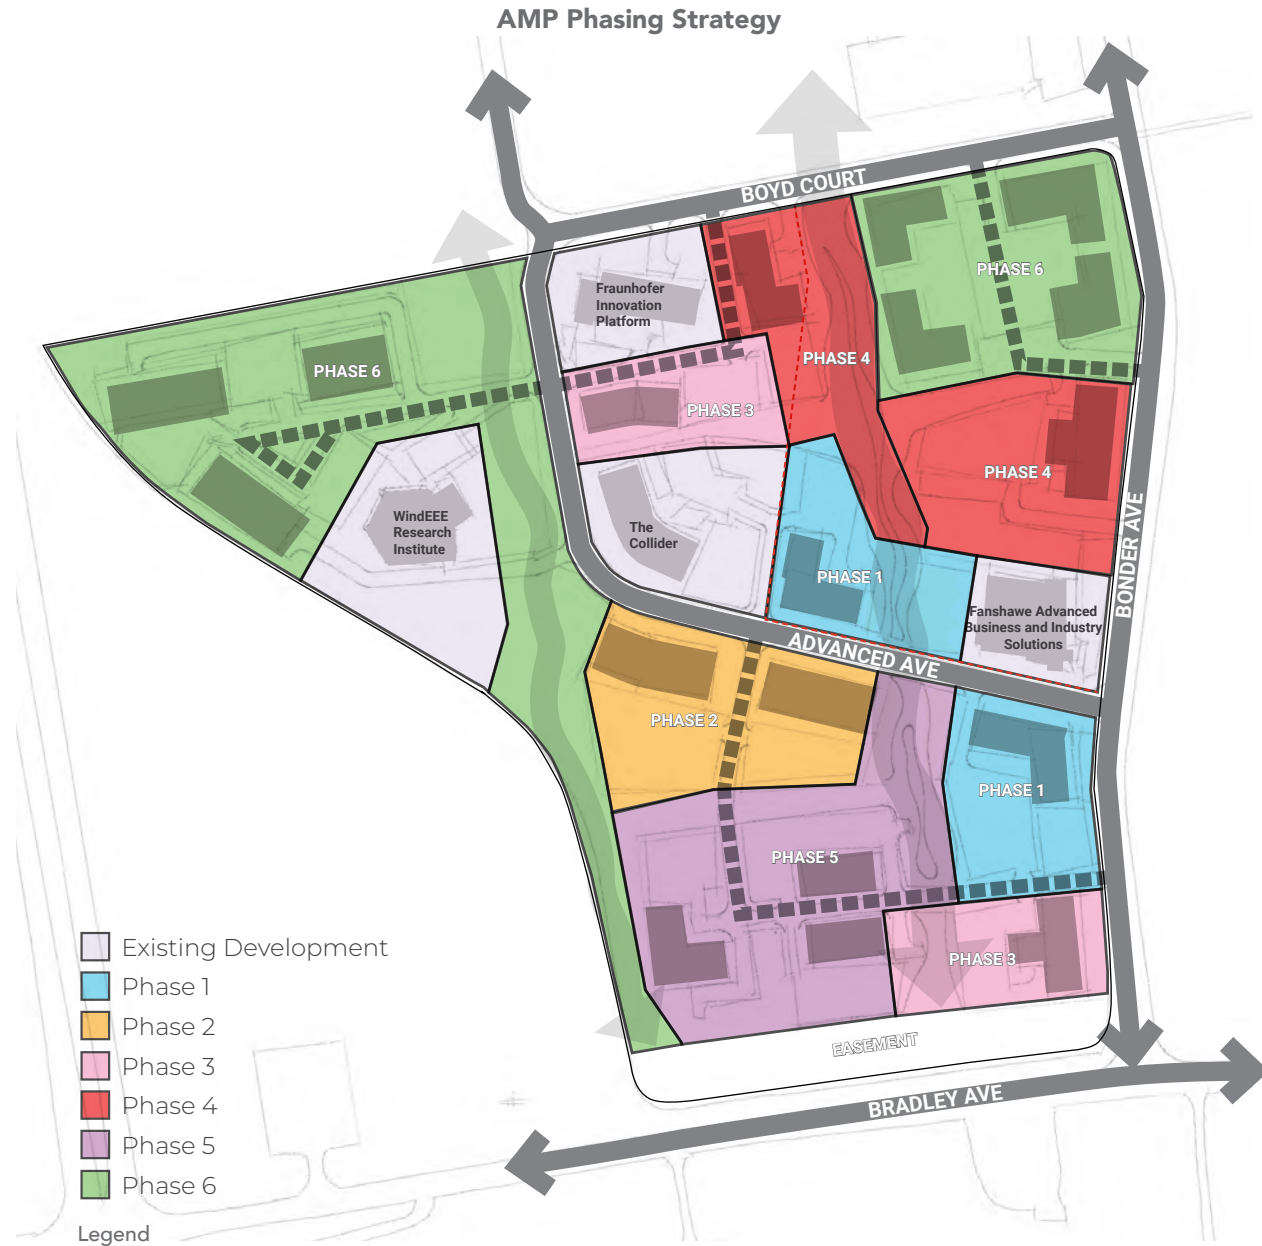 AMP Phasing Strategy
BOYD COURT
PHASE 6
Fraunhofer
Innovation
Platform
PHASE 4
PHASE 6
PHASE 3
PHASE 4
WindEEE
Research
Institute
The
Collider
BONDER AVE
PHASE 1
Fanshawe Advanced
Business and Industry
Solutions
ADVANCED AVE
PHASE 2
PHASE 1
PHASE 5
PHASE 3
EASEMENT
BRADLEY AVE
Existing Development
Phase 1
Phase 2
Phase 3
Phase 4
Phase 5
Phase 6
Legend